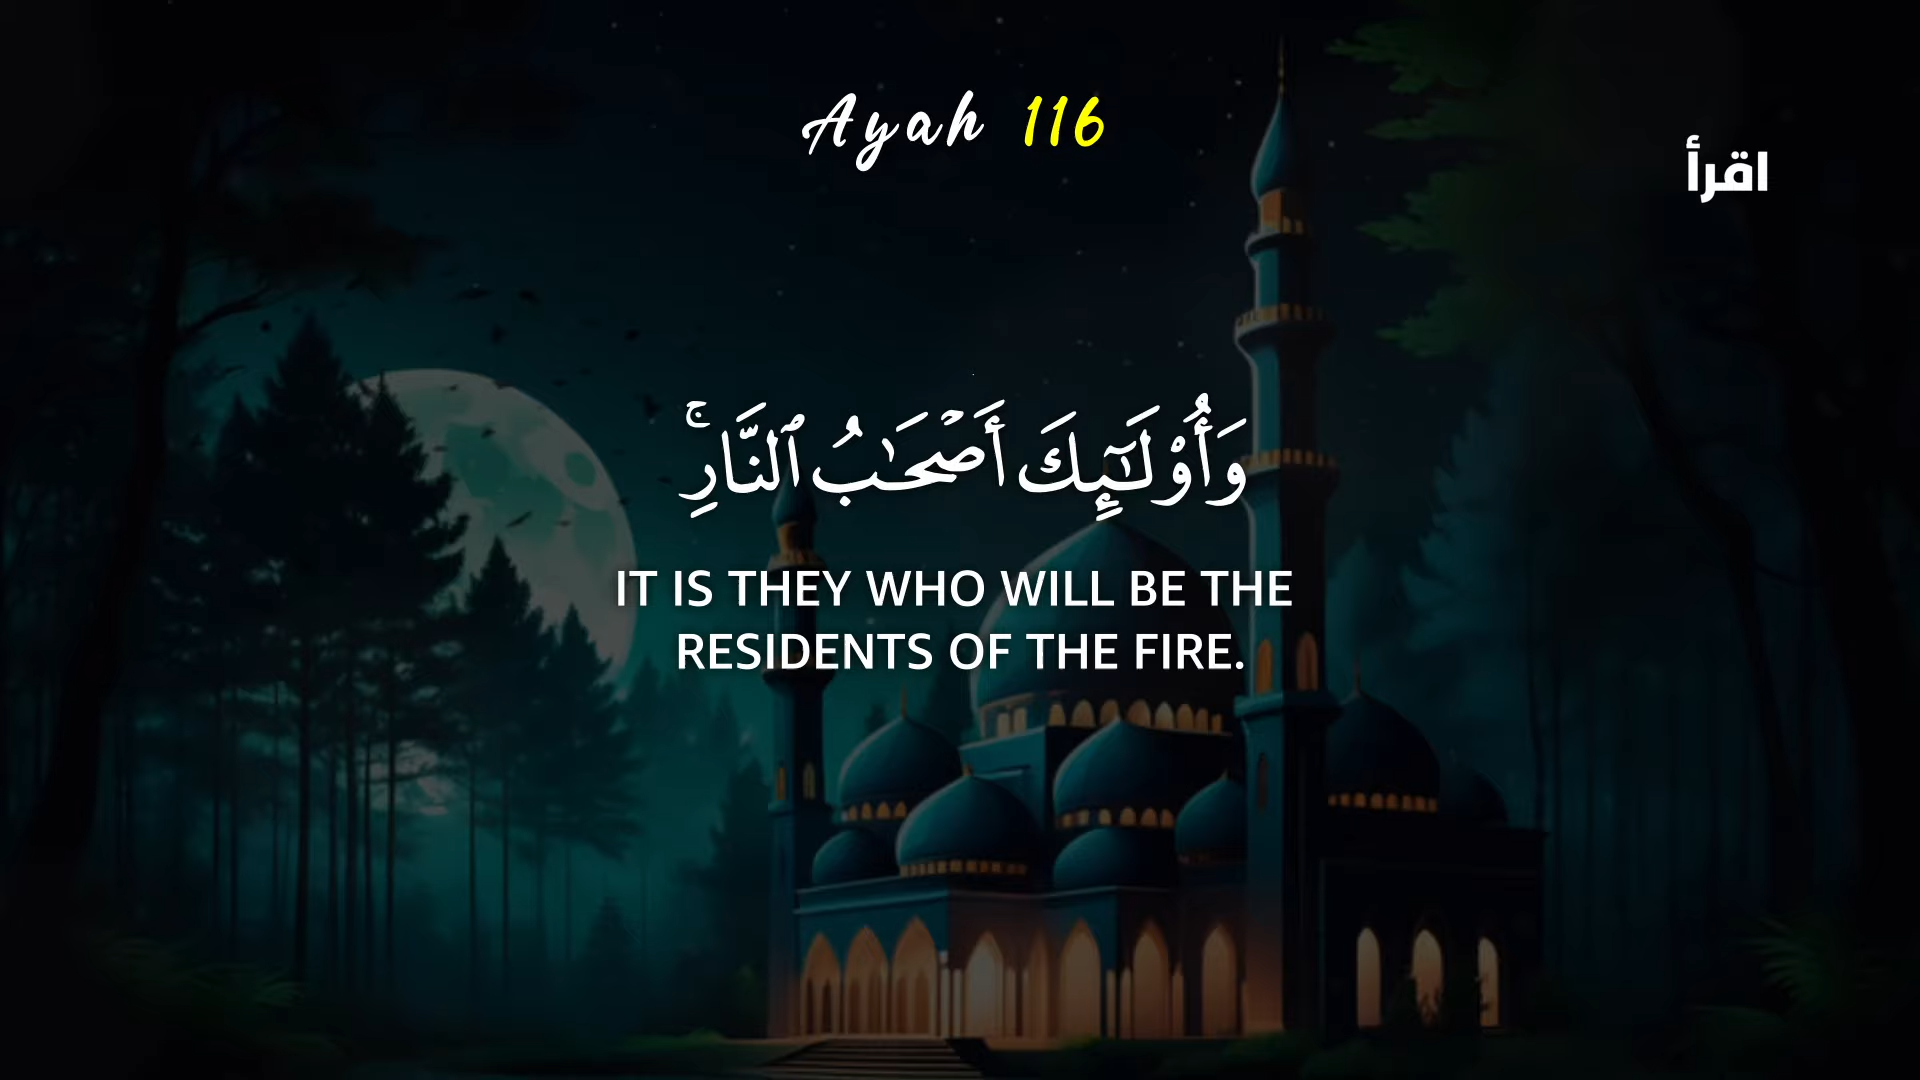 Ayah 116
اقرأ
وَأُو۟لَـٰٓئِكَ أَصْحَـٰبُ ٱلنَّارِ ۚ
IT IS THEY WHO WILL BE THE
RESIDENTS OF THE FIRE.